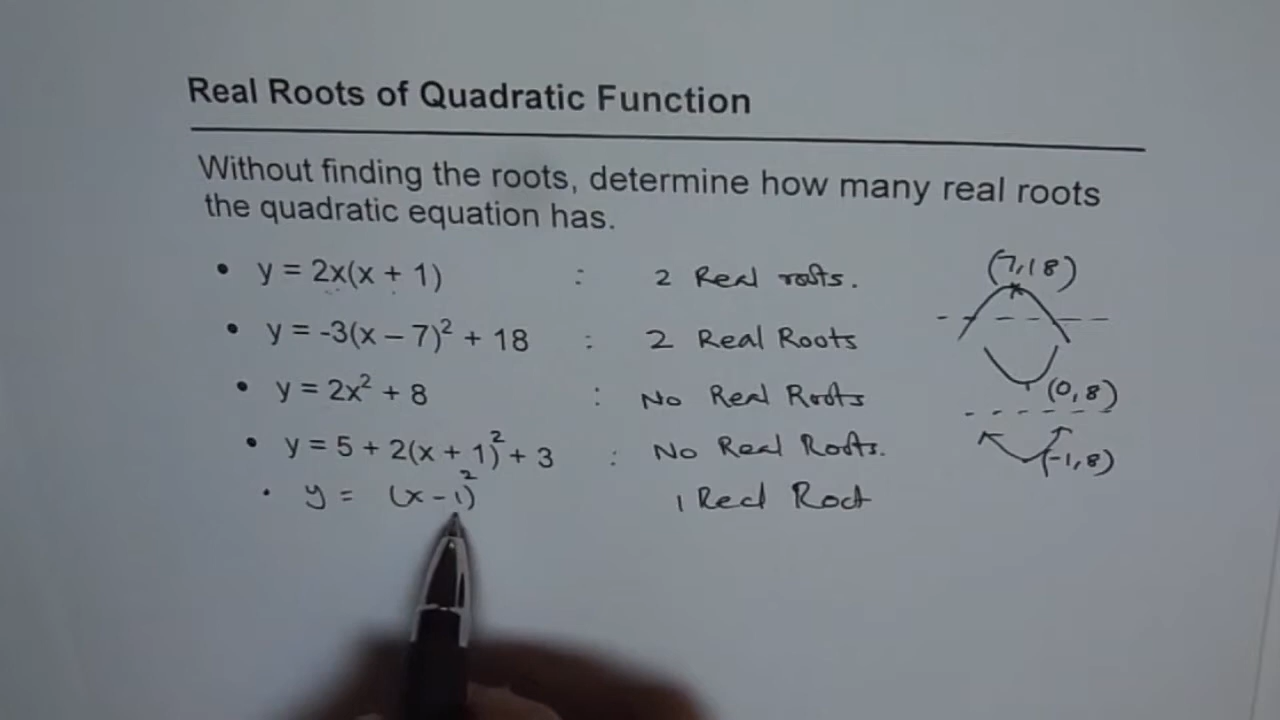 Real Roots of Quadratic Function
Without finding the roots, determine how many real roots
the quadratic equation has.
• y = 2x(x + 1) : 2 Real roots.
(7,18)
• y = -3(x – 7)² + 18 : 2 Real Roots
• y = 2x² + 8 : No Real Roots
(0,8)
• y = 5 + 2(x + 1)² + 3 : No Real Roots.
(-1,8)
• y = (x - 1)² 1 Real Root